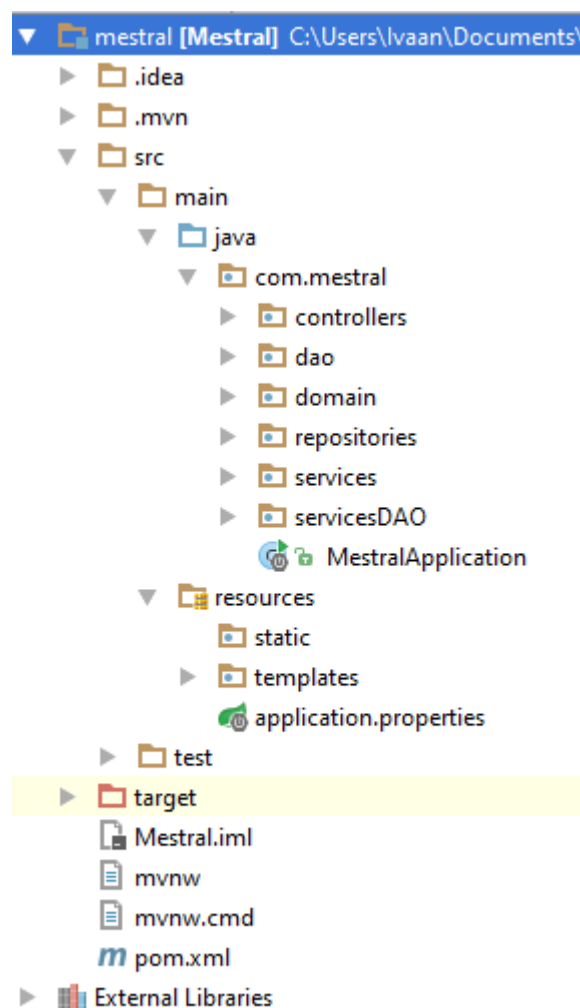 mestral [Mestral] C:\Users\Ivaan\Documents\
.idea
.mvn
src
main
java
com.mestral
controllers
dao
domain
repositories
services
servicesDAO
MestralApplication
resources
static
templates
application.properties
test
target
Mestral.iml
mvnw
mvnw.cmd
m pom.xml
External Libraries